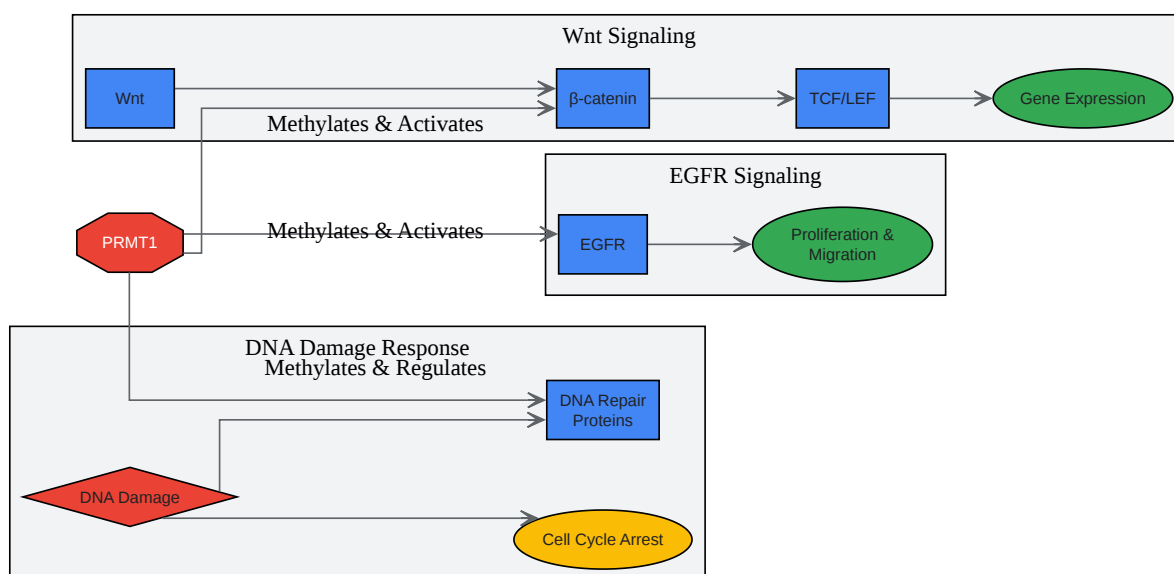 Wnt Signaling
Wnt
β-catenin
TCF/LEF
Gene Expression
Methylates & Activates
EGFR Signaling
PRMT1
Methylates & Activates
EGFR
Proliferation &
Migration
DNA Damage Response
Methylates & Regulates
DNA Repair
Proteins
DNA Damage
Cell Cycle Arrest